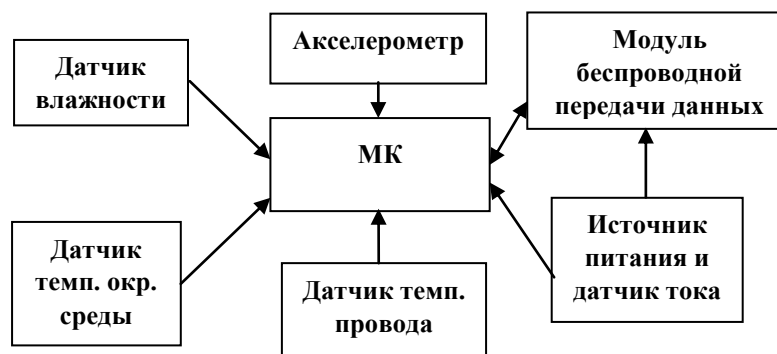 Датчик
влажности
Акселерометр
Модуль
беспроводной
передачи данных
МК
Датчик
темп. окр.
среды
Датчик темп.
провода
Источник
питания и
датчик тока